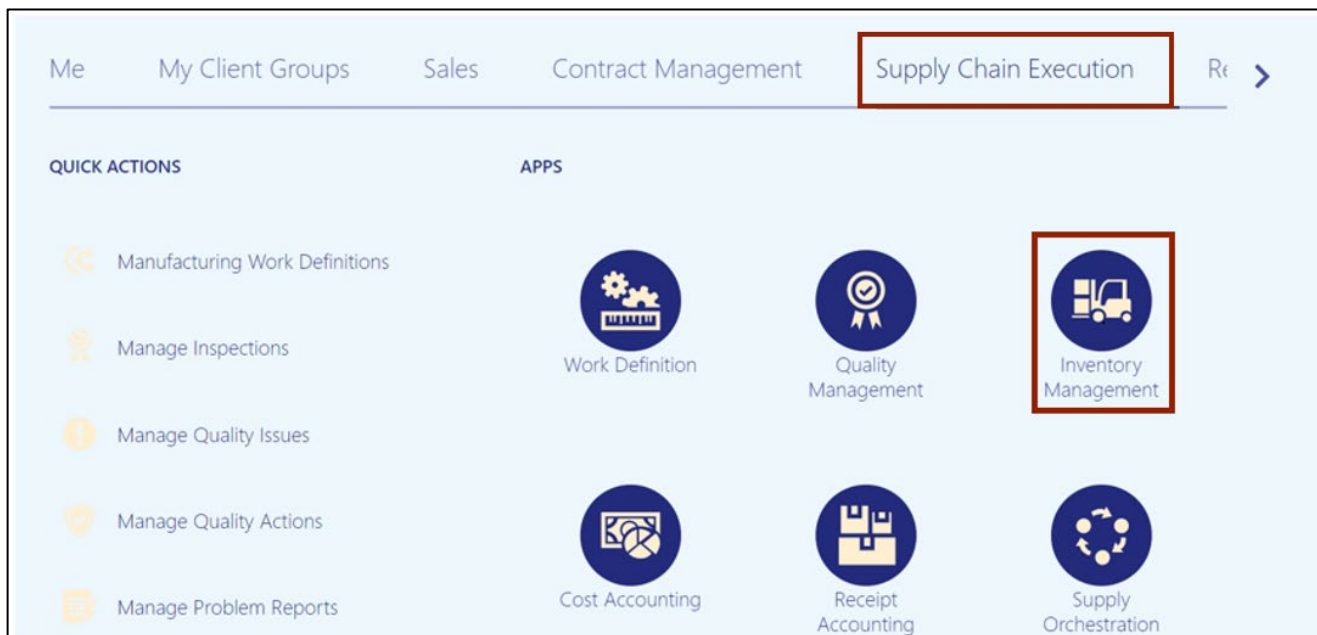 Me My Client Groups Sales Contract Management Supply Chain Execution
QUICK ACTIONS
APPS
Manufacturing Work Definitions
Manage Inspections
Manage Quality Issues
Manage Quality Actions
Manage Problem Reports
Work Definition
Quality
Management
Inventory
Management
Cost Accounting
Receipt
Accounting
Supply
Orchestration